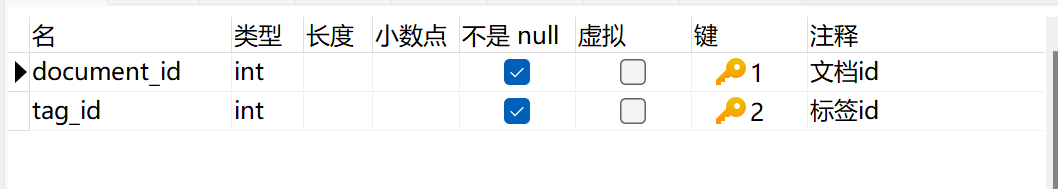 名 类型 长度 小数点 不是 null 虚拟 键 注释
document_id int 1 文档id
tag_id int 2 标签id